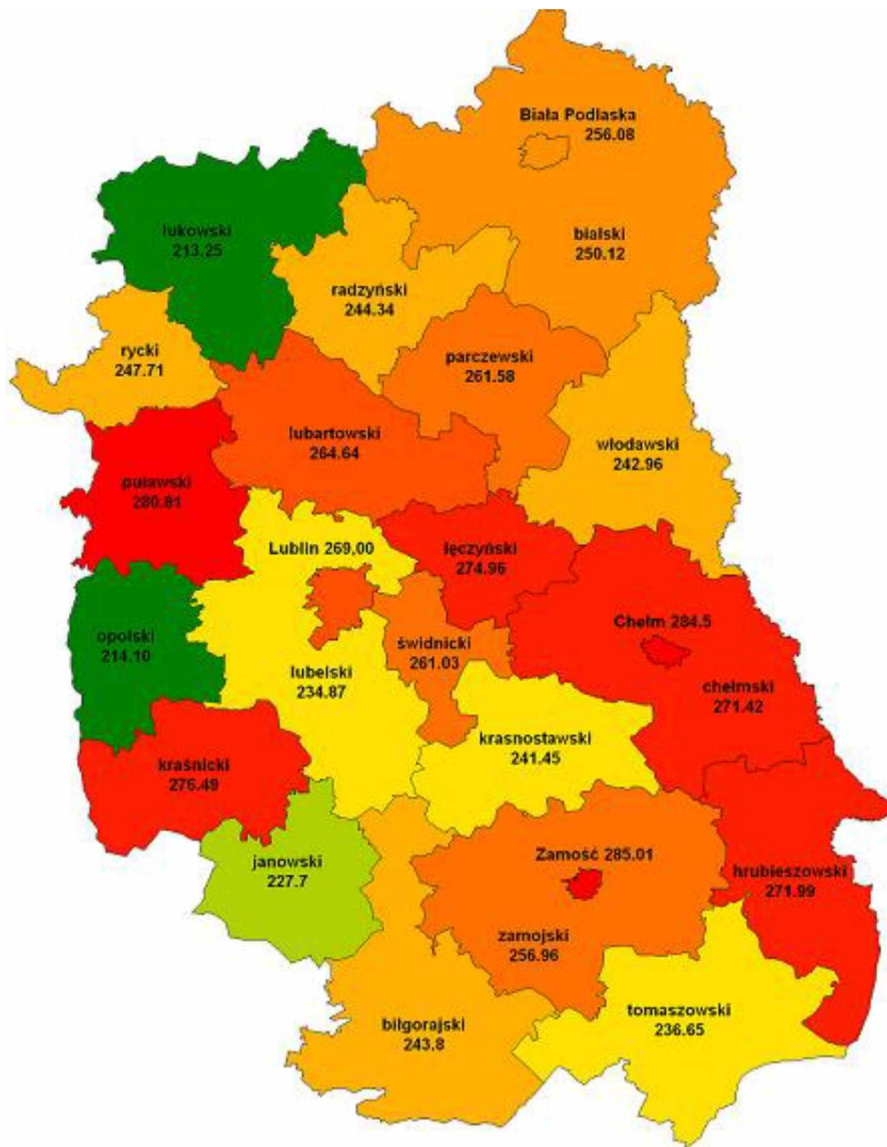 Biała Podlaska
256.08
łukowski
213.25
bialski
250.12
radzyński
244.34
rycki
247.71
parczewski
261.58
lubartowski
264.64
włodawski
242.96
puławski
280.81
Lublin 269,00
łęczyński
274.96
opolski
214.10
świdnicki
261.03
Chełm 284.5
lubelski
234.87
chełmski
271.42
krasnostawski
241.45
kraśnicki
276.49
janowski
227.7
Zamość 285.01
hrubieszowski
271.99
zamojski
256.96
tomaszowski
236.65
biłgorajski
243.8